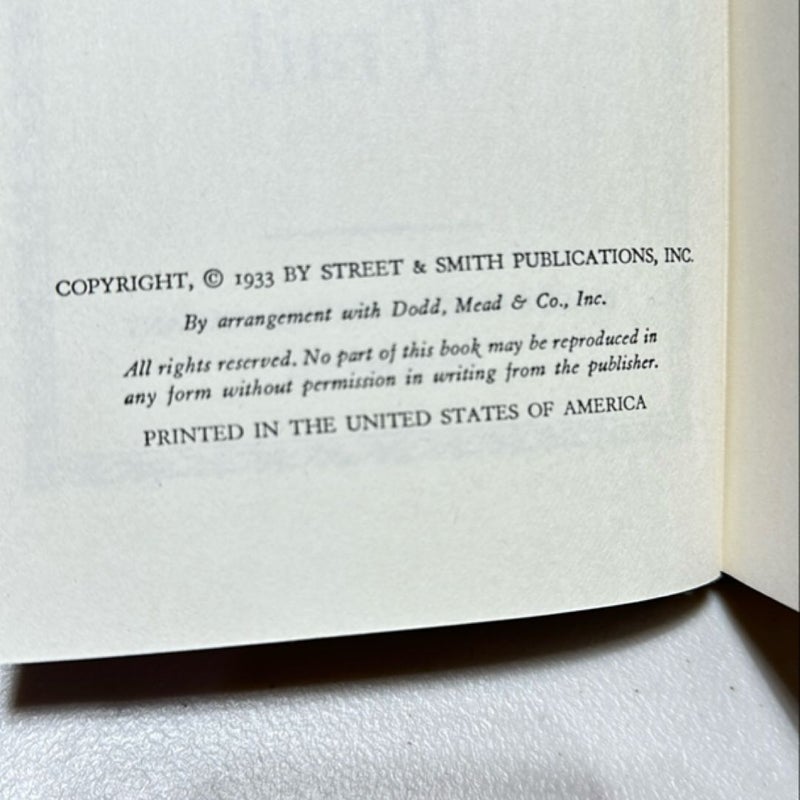 COPYRIGHT, © 1933 BY STREET & SMITH PUBLICATIONS, INC.
By arrangement with Dodd, Mead & Co., Inc.
All rights reserved. No part of this book may be reproduced in
any form without permission in writing from the publisher.
PRINTED IN THE UNITED STATES OF AMERICA